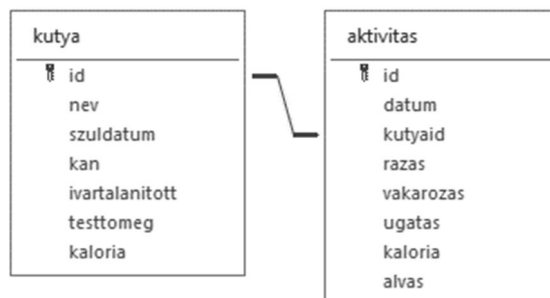 kutya
id
nev
szuldatum
kan
ivartalanitott
testtomeg
kaloria
aktivitas
id
datum
kutyaid
razas
vakarozas
ugatas
kaloria
alvas